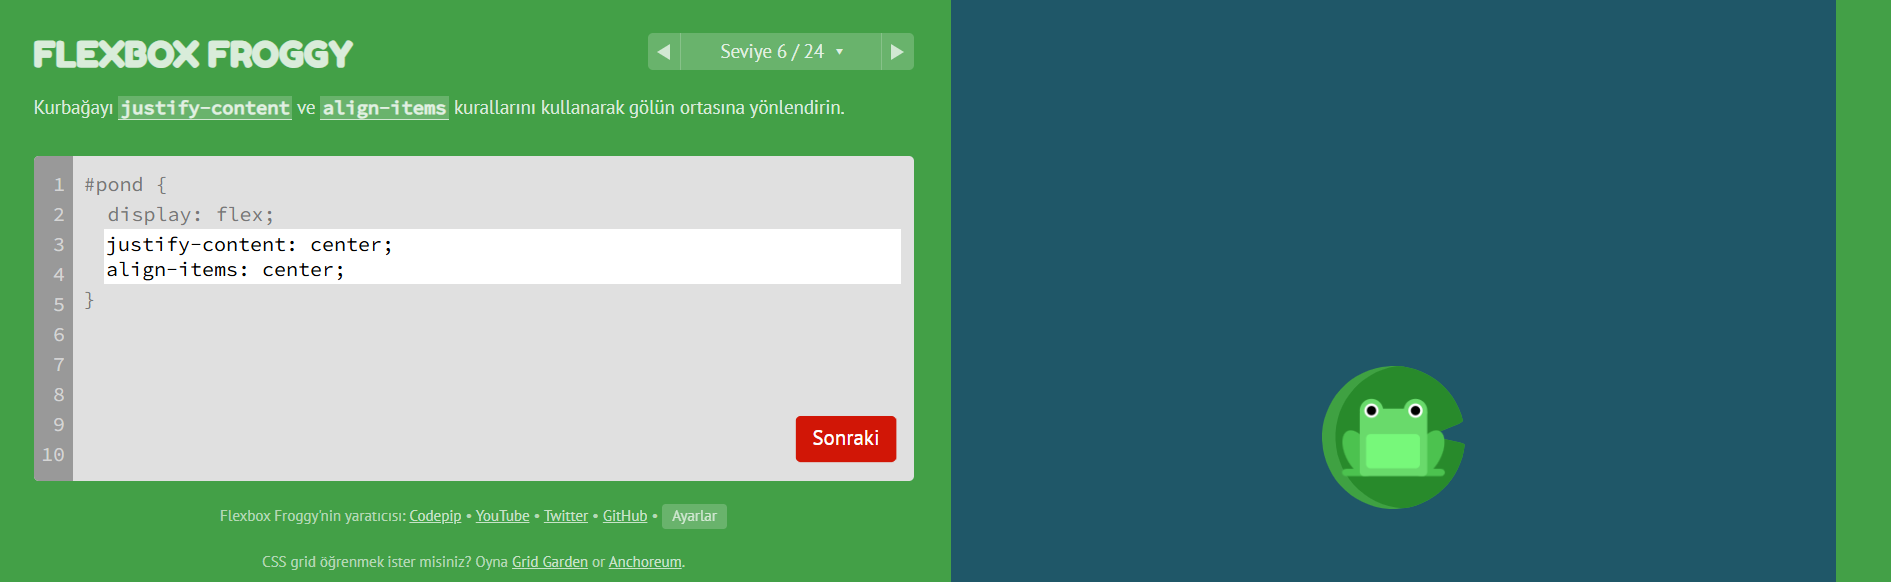 FLEXBOX FROGGY
◀ Seviye 6 / 24 ▾ ▶
Kurbağayı justify-content ve align-items kurallarını kullanarak gölün ortasına yönlendirin.
1 #pond {
2 display: flex;
3 justify-content: center;
4 align-items: center;
5 }
6
7
8
9
10
Sonraki
Flexbox Froggy'nin yaratıcısı: Codepip • YouTube • Twitter • GitHub • Ayarlar
CSS grid öğrenmek ister misiniz? Oyna Grid Garden or Anchoreum.